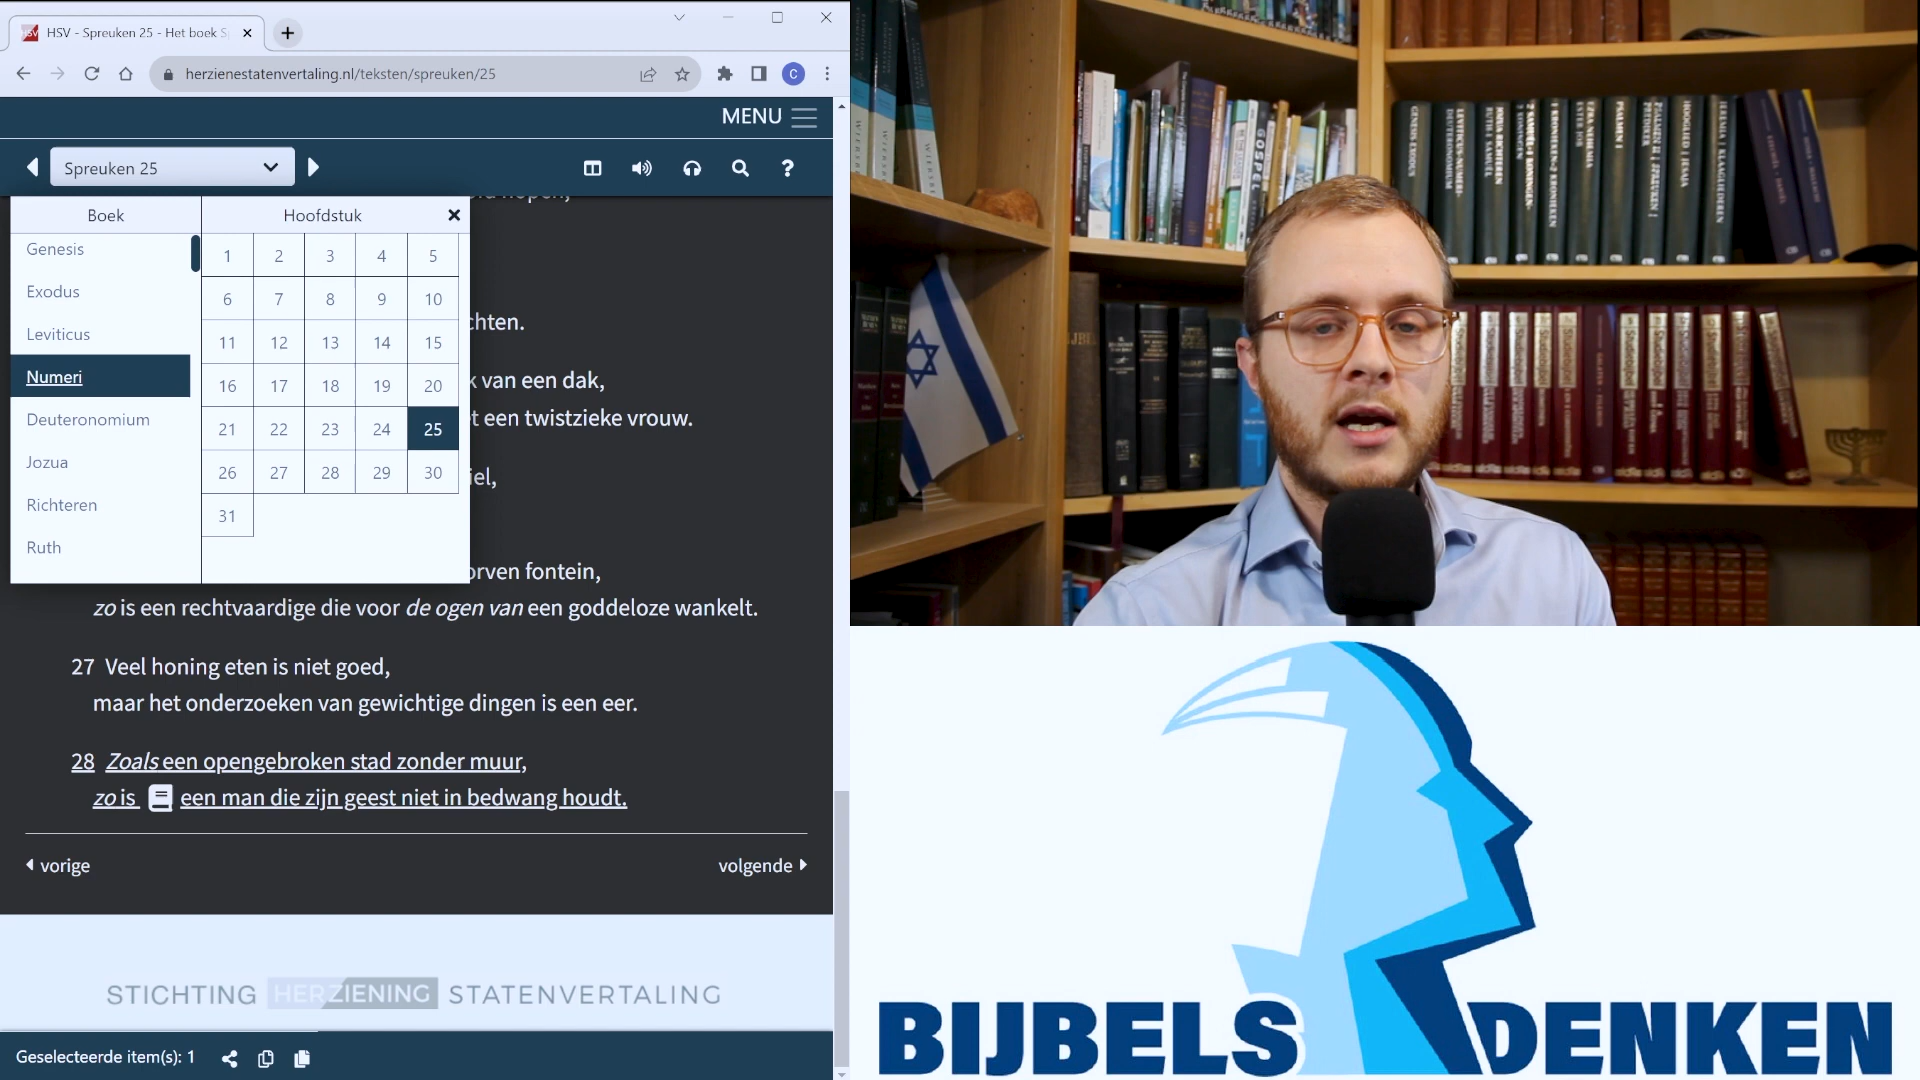 HSV - Spreuken 25 - Het boek S
herzienestatenvertaling.nl/teksten/spreuken/25
C
MENU
Spreuken 25
Boek
Hoofdstuk
Genesis
Exodus
Leviticus
Numeri
Deuteronomium
Jozua
Richteren
Ruth
1 2 3 4 5
6 7 8 9 10
11 12 13 14 15
16 17 18 19 20
21 22 23 24 25
26 27 28 29 30
31
chten.
van een dak,
een twistzieke vrouw.
iel,
orven fontein,
zo is een rechtvaardige die voor de ogen van een goddeloze wankelt.
27 Veel honing eten is niet goed,
maar het onderzoeken van gewichtige dingen is een eer.
28 Zoals een opengebroken stad zonder muur,
zo is een man die zijn geest niet in bedwang houdt.
vorige
volgende
STICHTING HERZIENING STATENVERTALING
Geselecteerde item(s): 1
GOSPEL
BIJBEL
GENESIS-EXODUS
PSALMEN I
BIJBELS DENKEN